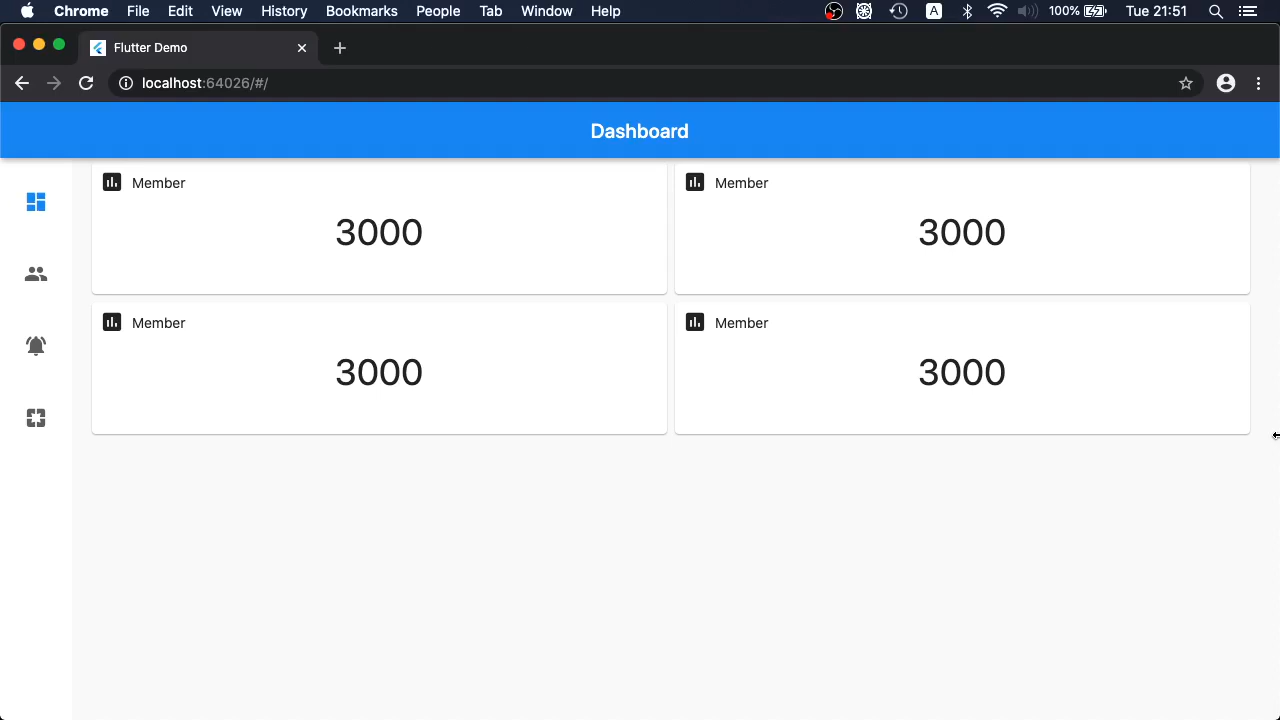 Chrome File Edit View History Bookmarks People Tab Window Help A 100% Tue 21:51
Flutter Demo
localhost:64026/#/
Dashboard
Member Member
3000 3000
Member Member
3000 3000